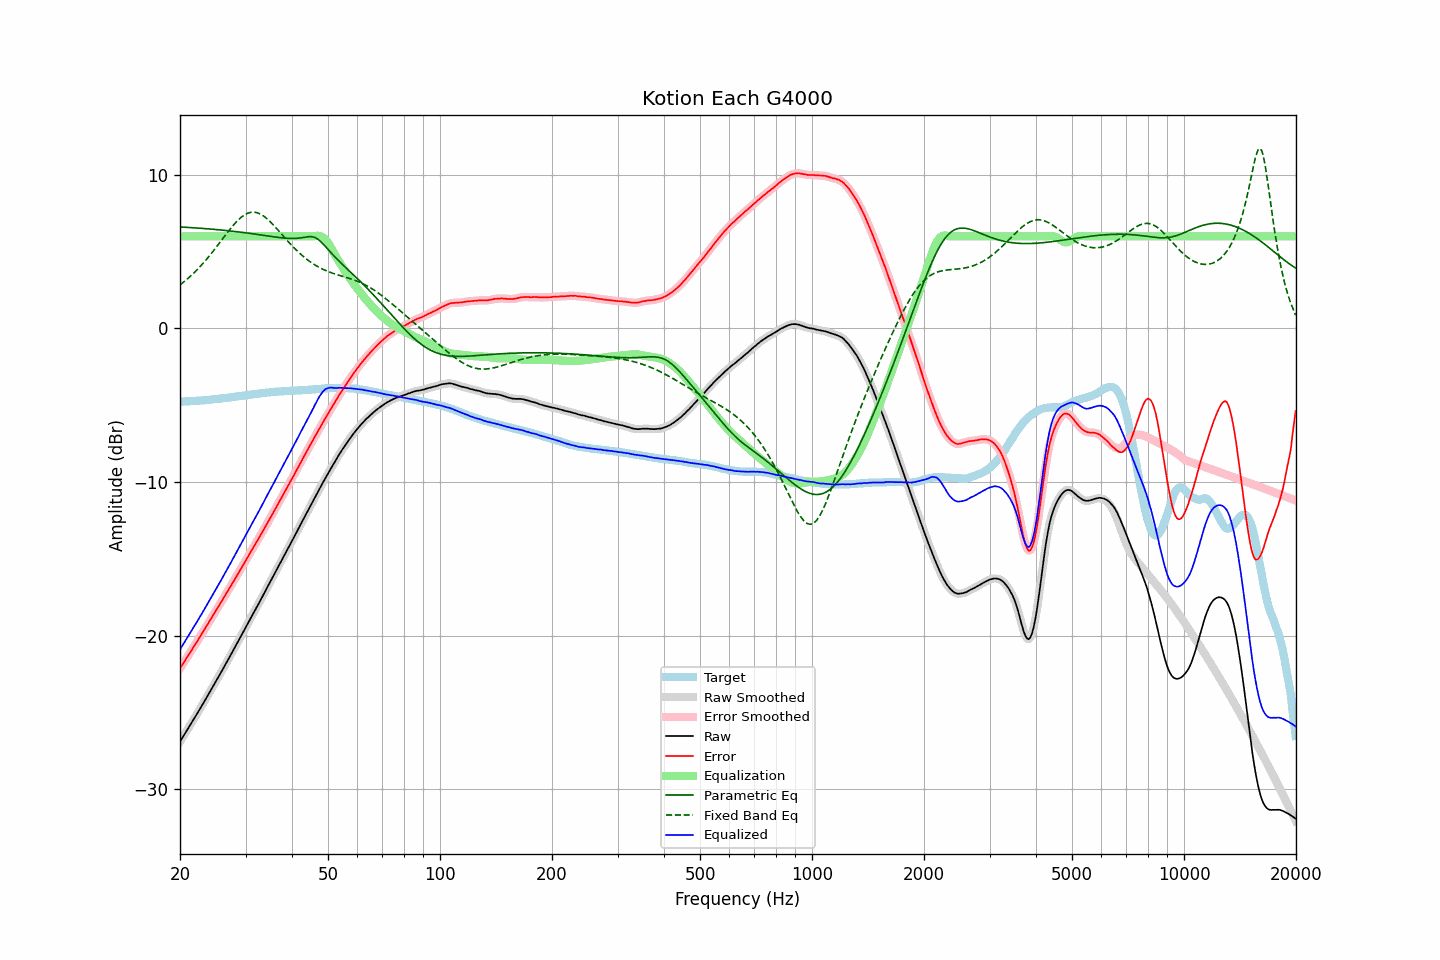 Kotion Each G4000
Amplitude (dBr)
10
0
−10
−20
−30
Target
Raw Smoothed
Error Smoothed
Raw
Error
Equalization
Parametric Eq
Fixed Band Eq
Equalized
20 50 100 200 500 1000 2000 5000 10000 20000
Frequency (Hz)